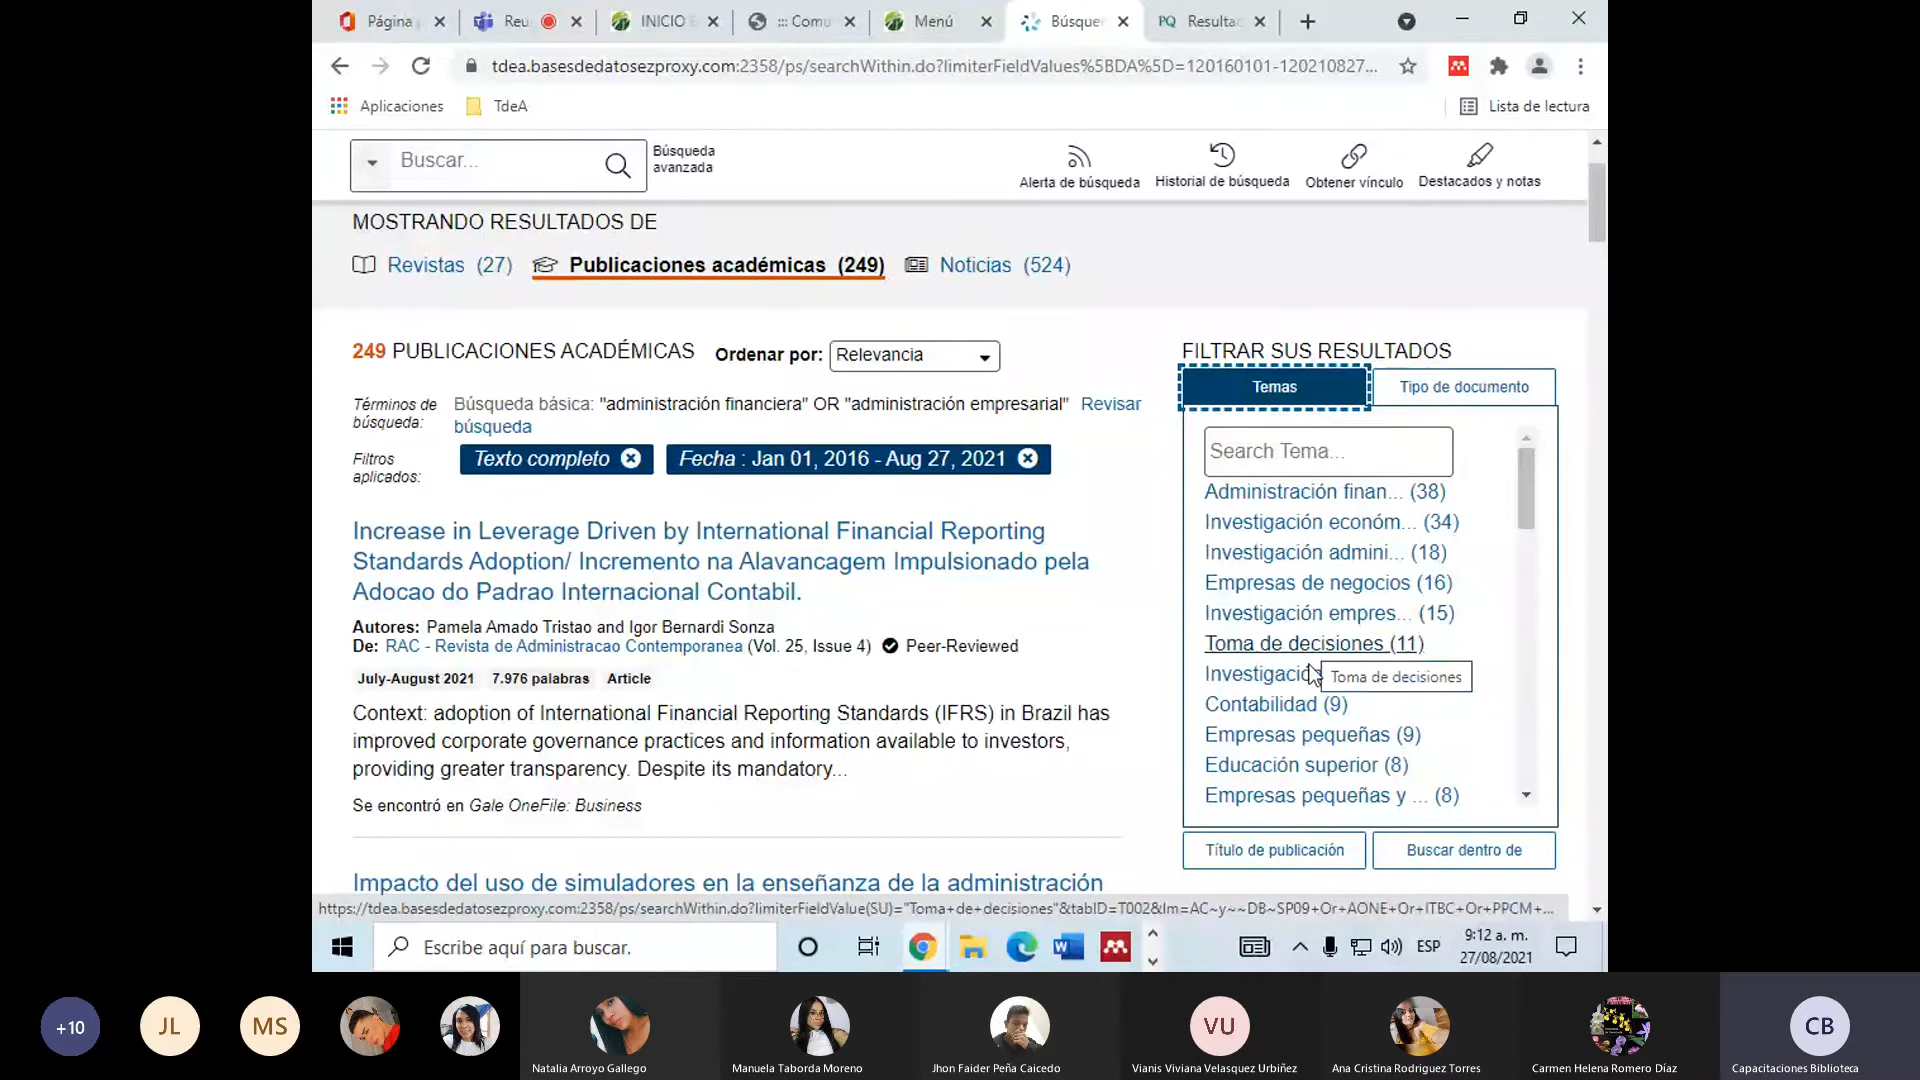 Página
Reu
INICIO E
::: Comu
Menú
Búsque
PQ Resulta
tdea.basesdedatosezproxy.com:2358/ps/searchWithin.do?limiterFieldValues%5BDA%5D=120160101-120210827...
Aplicaciones
TdeA
Lista de lectura
Buscar...
Búsqueda
avanzada
Alerta de búsqueda
Historial de búsqueda
Obtener vínculo
Destacados y notas
MOSTRANDO RESULTADOS DE
Revistas (27)
Publicaciones académicas (249)
Noticias (524)
249 PUBLICACIONES ACADÉMICAS
Ordenar por: Relevancia
Términos de
búsqueda:
Búsqueda básica: "administración financiera" OR "administración empresarial" Revisar
búsqueda
Filtros
aplicados:
Texto completo
Fecha : Jan 01, 2016 - Aug 27, 2021
Increase in Leverage Driven by International Financial Reporting
Standards Adoption/ Incremento na Alavancagem Impulsionado pela
Adocao do Padrao Internacional Contabil.
Autores: Pamela Amado Tristao and Igor Bernardi Sonza
De: RAC - Revista de Administracao Contemporanea (Vol. 25, Issue 4) Peer-Reviewed
July-August 2021 7.976 palabras Article
Context: adoption of International Financial Reporting Standards (IFRS) in Brazil has
improved corporate governance practices and information available to investors,
providing greater transparency. Despite its mandatory...
Se encontró en Gale OneFile: Business
Impacto del uso de simuladores en la enseñanza de la administración
FILTRAR SUS RESULTADOS
Temas
Tipo de documento
Search Tema...
Administración finan... (38)
Investigación económ... (34)
Investigación admini... (18)
Empresas de negocios (16)
Investigación empres... (15)
Toma de decisiones (11)
Investigació
Toma de decisiones
Contabilidad (9)
Empresas pequeñas (9)
Educación superior (8)
Empresas pequeñas y ... (8)
Título de publicación
Buscar dentro de
https://tdea.basesdedatosezproxy.com:2358/ps/searchWithin.do?limiterFieldValue(SU)="Toma+de+decisiones"&tabID=T002&lm=AC~y~~DB~SP09+Or+AONE+Or+ITBC+Or+PPCM+...
Escribe aquí para buscar.
ESP
9:12 a. m.
27/08/2021
+10
JL
MS
VU
CB
Natalia Arroyo Gallego
Manuela Taborda Moreno
Jhon Faider Peña Caicedo
Vianis Viviana Velasquez Urbiñez
Ana Cristina Rodriguez Torres
Carmen Helena Romero Díaz
Capacitaciones Biblioteca